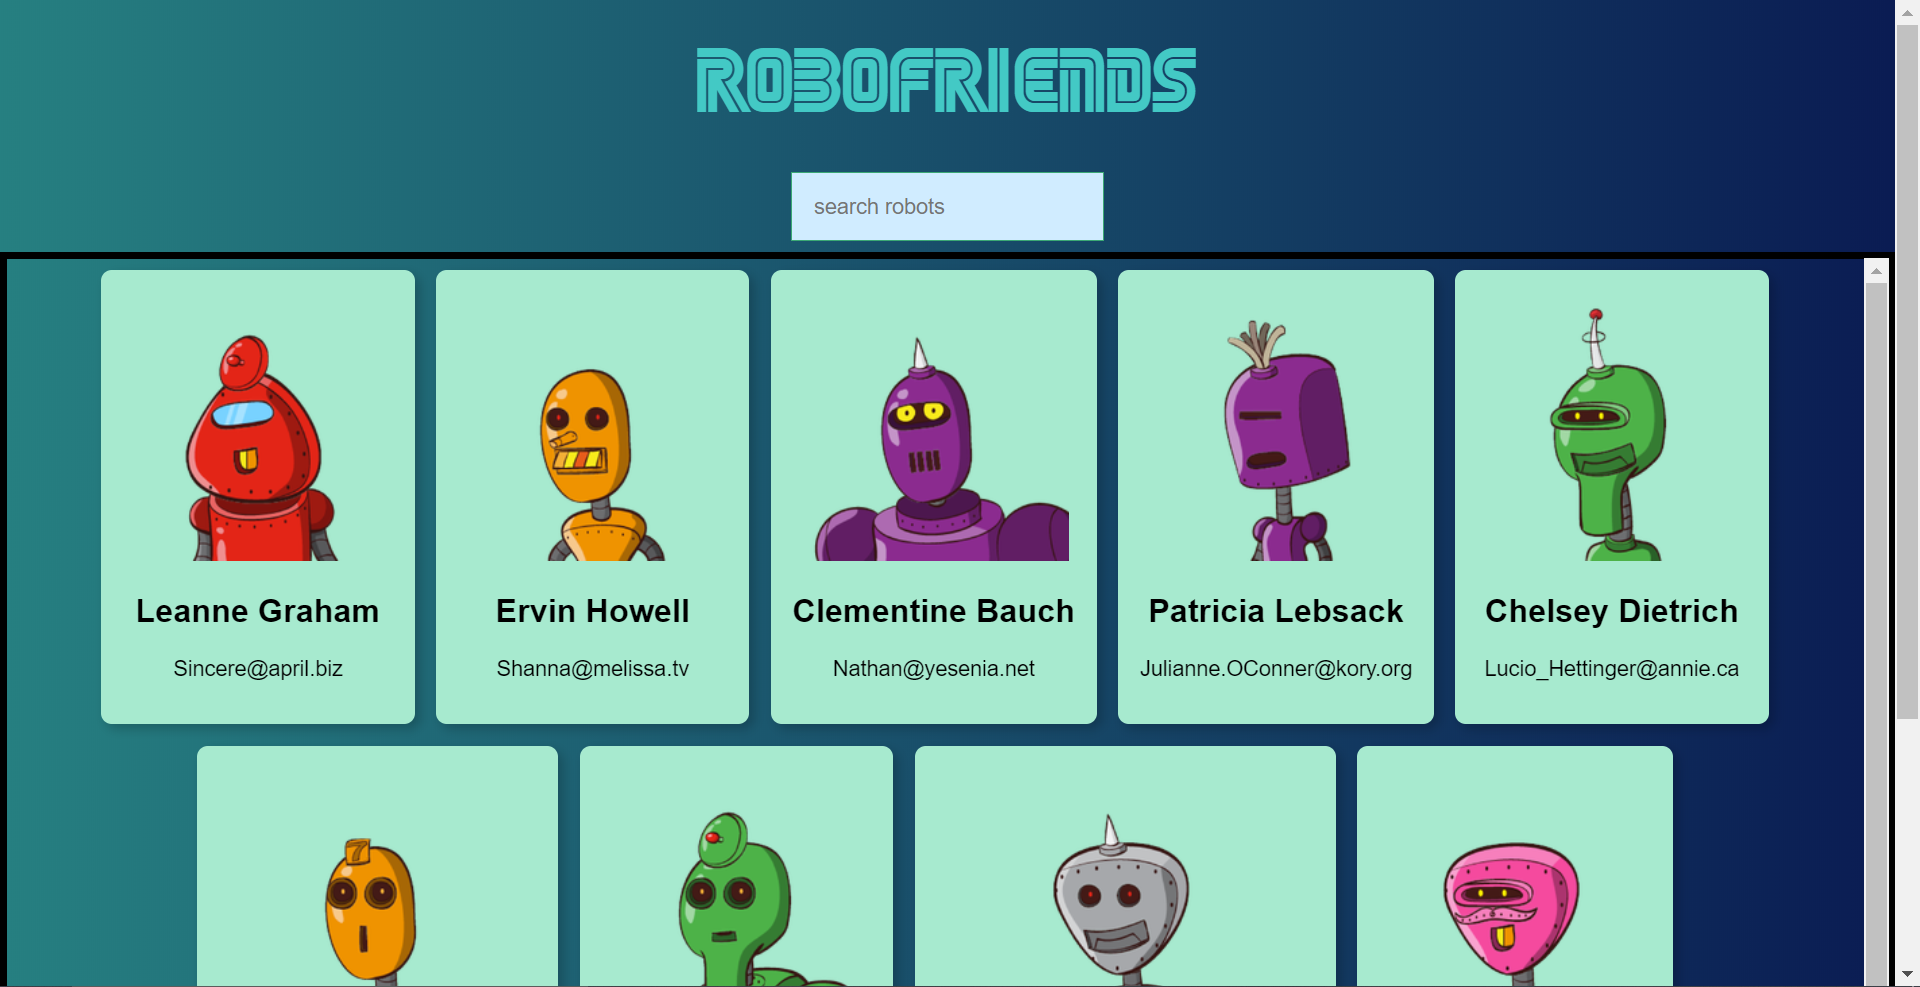 ROBOFRIENDS
search robots
Leanne Graham
Sincere@april.biz
Ervin Howell
Shanna@melissa.tv
Clementine Bauch
Nathan@yesenia.net
Patricia Lebsack
Julianne.OConner@kory.org
Chelsey Dietrich
Lucio_Hettinger@annie.ca
7